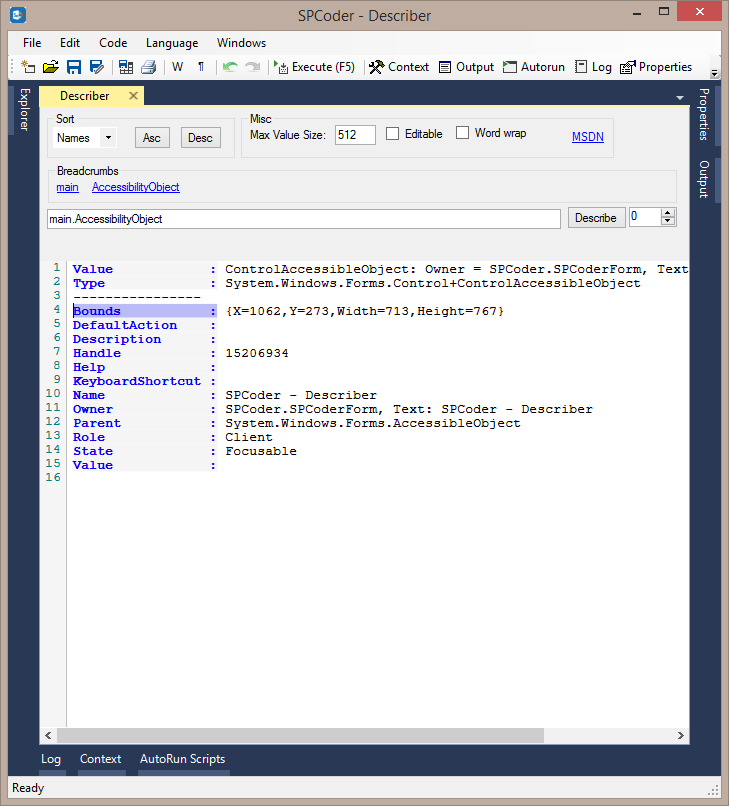 SPCoder - Describer
File Edit Code Language Windows
W ¶ Execute (F5) Context Output Autorun Log Properties
Explorer
Describer
Properties
Output
Sort
Names Asc Desc
Misc
Max Value Size: 512 Editable Word wrap MSDN
Breadcrumbs
main AccessibilityObject
main.AccessibilityObject Describe 0
1 Value : ControlAccessibleObject: Owner = SPCoder.SPCoderForm, Text
2 Type : System.Windows.Forms.Control+ControlAccessibleObject
3 ----------------
4 Bounds : {X=1062,Y=273,Width=713,Height=767}
5 DefaultAction :
6 Description :
7 Handle : 15206934
8 Help :
9 KeyboardShortcut :
10 Name : SPCoder - Describer
11 Owner : SPCoder.SPCoderForm, Text: SPCoder - Describer
12 Parent : System.Windows.Forms.AccessibleObject
13 Role : Client
14 State : Focusable
15 Value :
16
Log Context AutoRun Scripts
Ready